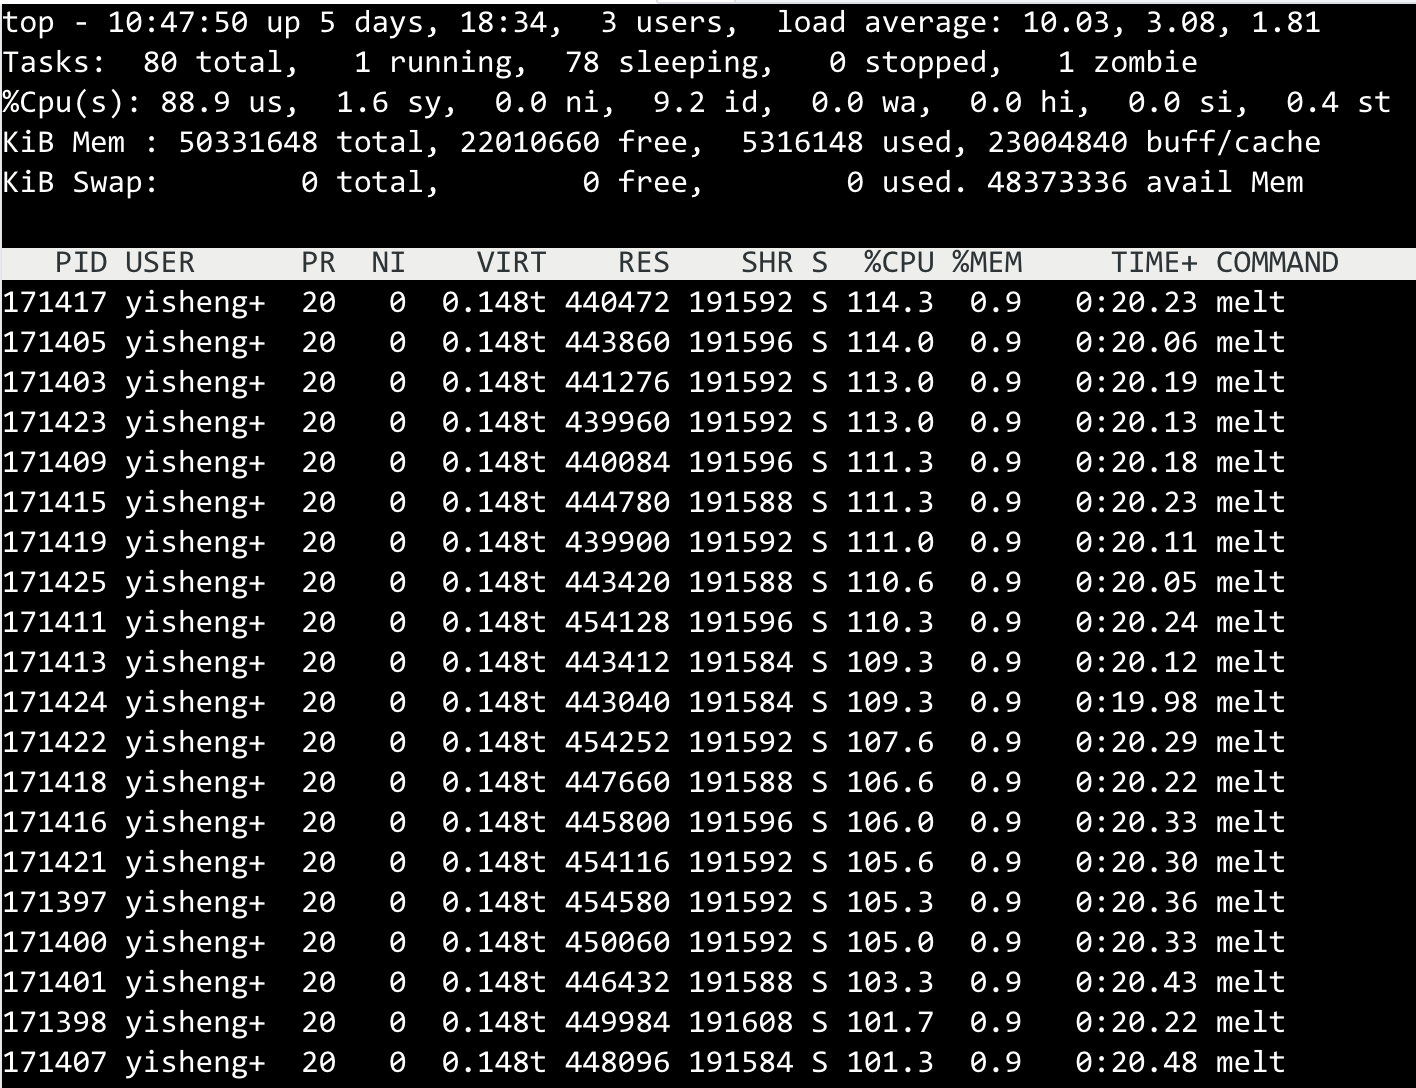 top - 10:47:50 up 5 days, 18:34,  3 users,  load average: 10.03, 3.08, 1.81
Tasks:  80 total,   1 running,  78 sleeping,   0 stopped,   1 zombie
%Cpu(s): 88.9 us,  1.6 sy,  0.0 ni,  9.2 id,  0.0 wa,  0.0 hi,  0.0 si,  0.4 st
KiB Mem : 50331648 total, 22010660 free,  5316148 used, 23004840 buff/cache
KiB Swap:        0 total,        0 free,        0 used. 48373336 avail Mem
   PID USER      PR  NI    VIRT    RES    SHR S  %CPU %MEM     TIME+ COMMAND
171417 yisheng+  20   0  0.148t 440472 191592 S 114.3  0.9   0:20.23 melt
171405 yisheng+  20   0  0.148t 443860 191596 S 114.0  0.9   0:20.06 melt
171403 yisheng+  20   0  0.148t 441276 191592 S 113.0  0.9   0:20.19 melt
171423 yisheng+  20   0  0.148t 439960 191592 S 113.0  0.9   0:20.13 melt
171409 yisheng+  20   0  0.148t 440084 191596 S 111.3  0.9   0:20.18 melt
171415 yisheng+  20   0  0.148t 444780 191588 S 111.3  0.9   0:20.23 melt
171419 yisheng+  20   0  0.148t 439900 191592 S 111.0  0.9   0:20.11 melt
171425 yisheng+  20   0  0.148t 443420 191588 S 110.6  0.9   0:20.05 melt
171411 yisheng+  20   0  0.148t 454128 191596 S 110.3  0.9   0:20.24 melt
171413 yisheng+  20   0  0.148t 443412 191584 S 109.3  0.9   0:20.12 melt
171424 yisheng+  20   0  0.148t 443040 191584 S 109.3  0.9   0:19.98 melt
171422 yisheng+  20   0  0.148t 454252 191592 S 107.6  0.9   0:20.29 melt
171418 yisheng+  20   0  0.148t 447660 191588 S 106.6  0.9   0:20.22 melt
171416 yisheng+  20   0  0.148t 445800 191596 S 106.0  0.9   0:20.33 melt
171421 yisheng+  20   0  0.148t 454116 191592 S 105.6  0.9   0:20.30 melt
171397 yisheng+  20   0  0.148t 454580 191592 S 105.3  0.9   0:20.36 melt
171400 yisheng+  20   0  0.148t 450060 191592 S 105.0  0.9   0:20.33 melt
171401 yisheng+  20   0  0.148t 446432 191588 S 103.3  0.9   0:20.43 melt
171398 yisheng+  20   0  0.148t 449984 191608 S 101.7  0.9   0:20.22 melt
171407 yisheng+  20   0  0.148t 448096 191584 S 101.3  0.9   0:20.48 melt